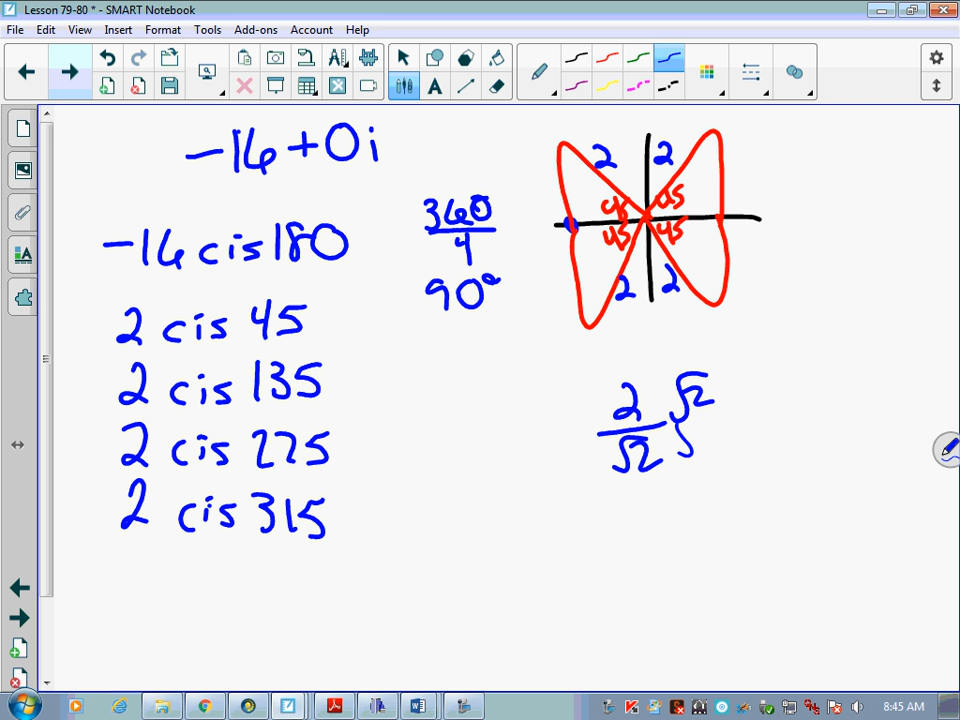 Lesson 79-80 * - SMART Notebook
File Edit View Insert Format Tools Add-ons Account Help
-16+0i
-16 cis 180
2 cis 45
2 cis 135
2 cis 225
2 cis 315
360
4
90°
2 2
45 45
45 45
2 2
2 √2
√2 √
8:45 AM